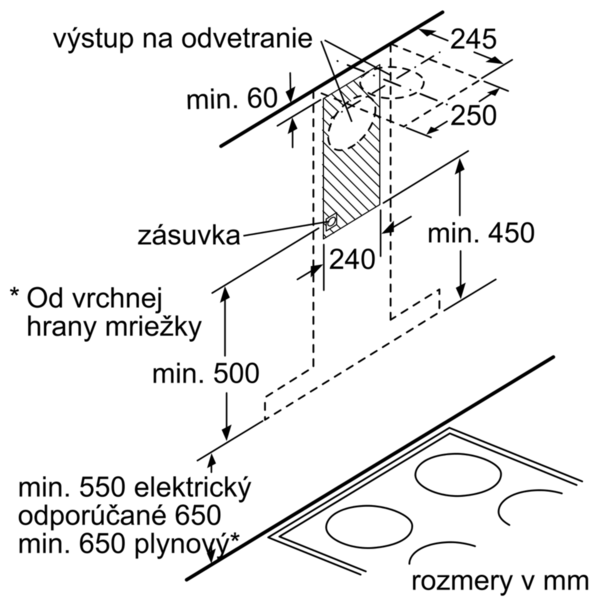 výstup na odvetranie
245
min. 60
250
zásuvka
240
min. 450
* Od vrchnej
hrany mriežky
min. 500
min. 550 elektrický
odporúčané 650
min. 650 plynový*
rozmery v mm